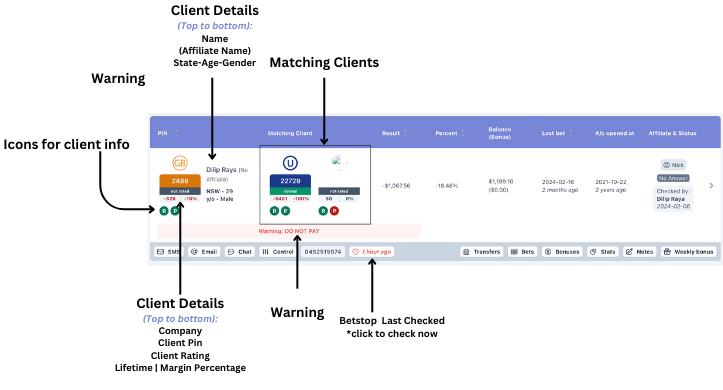 Client Details
(Top to bottom):
Name
(Affiliate Name)
State-Age-Gender
Warning
Matching Clients
Icons for client info
PIN
Matching Client
Result
Percent
Balance
(Bonus)
Last bet
A/c opened at
Affiliate & Status
GB
2486
not rated
-$2K -18%
R P
Dilip Raya (No
Affiliate)
NSW - 29
y/o - Male
U
22729
normal
-$481 -100%
R P
not rated
$0 0%
R P
-$1,067.56
-18.48%
$1,199.10
($0.00)
2024-02-16
2 months ago
2021-10-22
2 years ago
Nick
No Answer
Checked by:
Dilip Raya
2024-02-06
Warning: DO NOT PAY
SMS
Email
Chat
Control
0452515974
1 hour ago
Transfers
Bets
Bonuses
Stats
Notes
Weekly bonus
Client Details
(Top to bottom):
Company
Client Pin
Client Rating
Lifetime | Margin Percentage
Warning
Betstop Last Checked
*click to check now